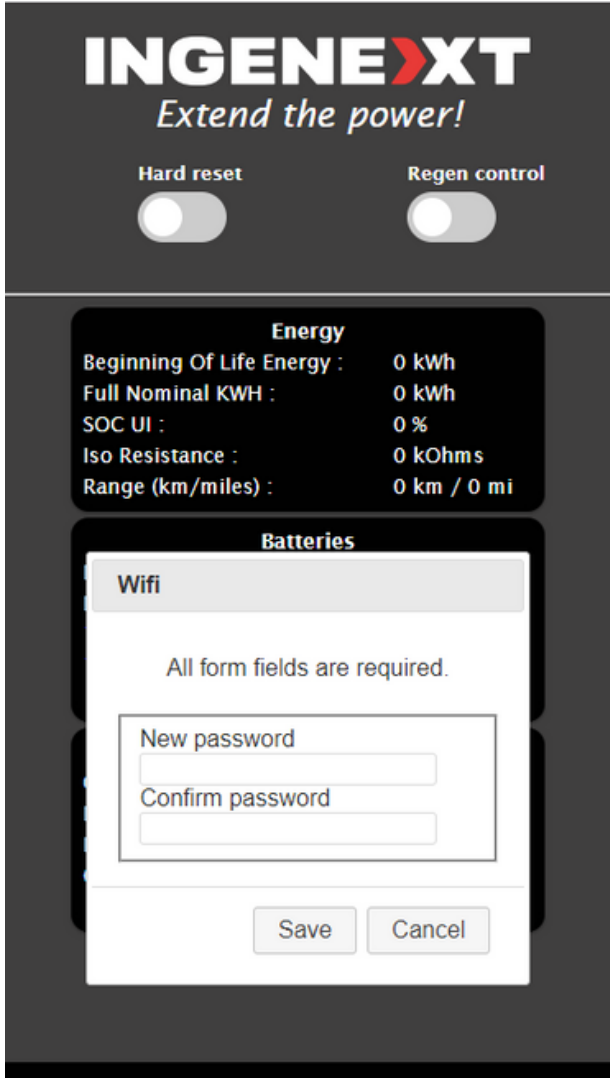 INGENEXT
Extend the power!
Hard reset Regen control
Energy
Beginning Of Life Energy : 0 kWh
Full Nominal KWH : 0 kWh
SOC UI : 0 %
Iso Resistance : 0 kOhms
Range (km/miles) : 0 km / 0 mi
Batteries
Wifi
All form fields are required.
New password
Confirm password
Save Cancel